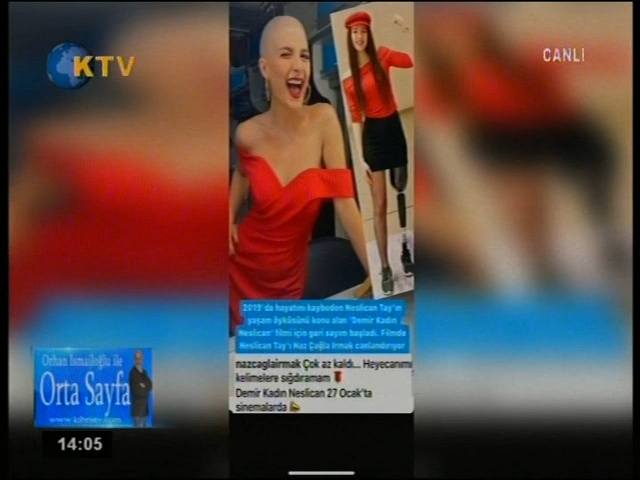 KTV
CANLI
2019'da hayatını kaybeden Neslican Tay'ın
yaşam öyküsünü konu alan 'Demir Kadın
Neslican' filmi için geri sayım başladı. Filmde
Neslican Tay'ı Naz Çağla Irmak canlandırıyor
nazcaglairmak Çok az kaldı... Heyecanımı
kelimelere sığdıramam
Demir Kadın Neslican 27 Ocak'ta
sinemalarda
Orhan İsmailoğlu ile
Orta Sayfa
14:05